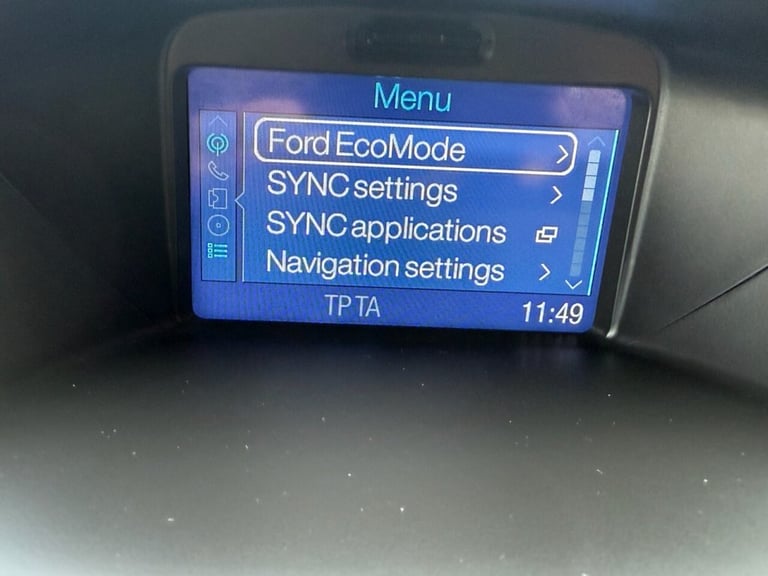 Menu
Ford EcoMode
SYNC settings
SYNC applications
Navigation settings
TP TA
11:49